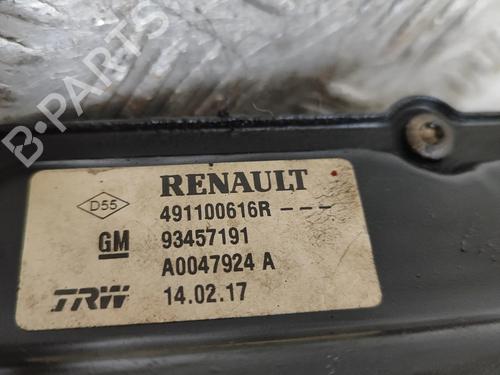 B-PARTS
RENAULT
D55
491100616R ---
GM 93457191
A0047924 A
TRW 14.02.17